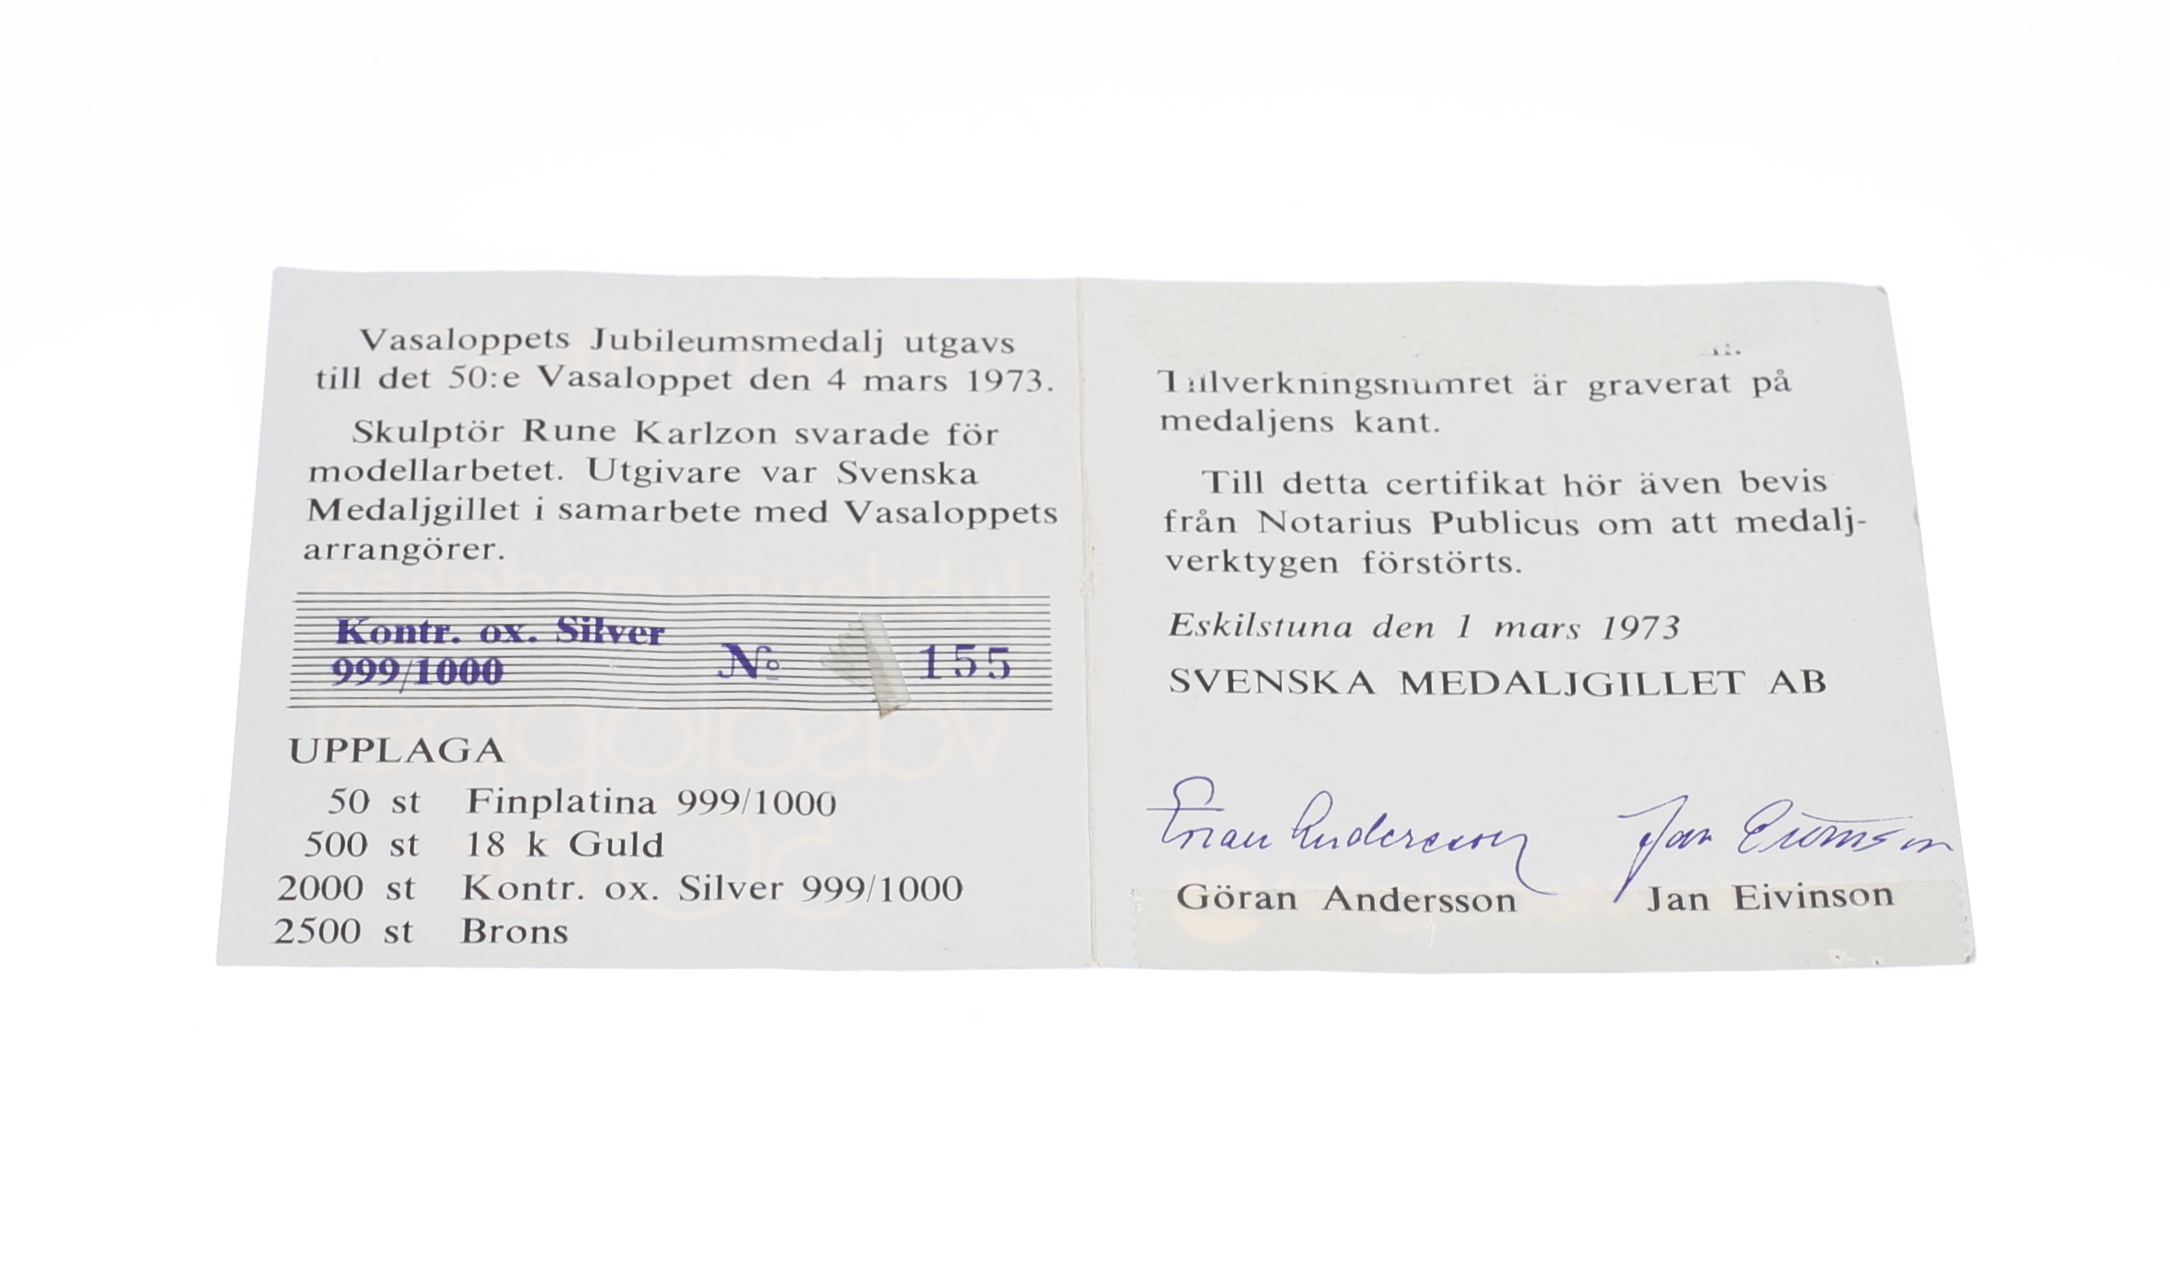 Vasaloppets Jubileumsmedalj utgavs
till det 50:e Vasaloppet den 4 mars 1973.
Skulptör Rune Karlzon svarade för
modellarbetet. Utgivare var Svenska
Medaljgillet i samarbete med Vasaloppets
arrangörer.
Kontr. ox. Silver
999/1000
No 155
UPPLAGA
50 st Finplatina 999/1000
500 st 18 k Guld
2000 st Kontr. ox. Silver 999/1000
2500 st Brons
Tillverkningsnumret är graverat på
medaljens kant.
Till detta certifikat hör även bevis
från Notarius Publicus om att medalj-
verktygen förstörts.
Eskilstuna den 1 mars 1973
SVENSKA MEDALJGILLET AB
Göran Andersson Jan Eivinson
Göran Andersson Jan Eivinson